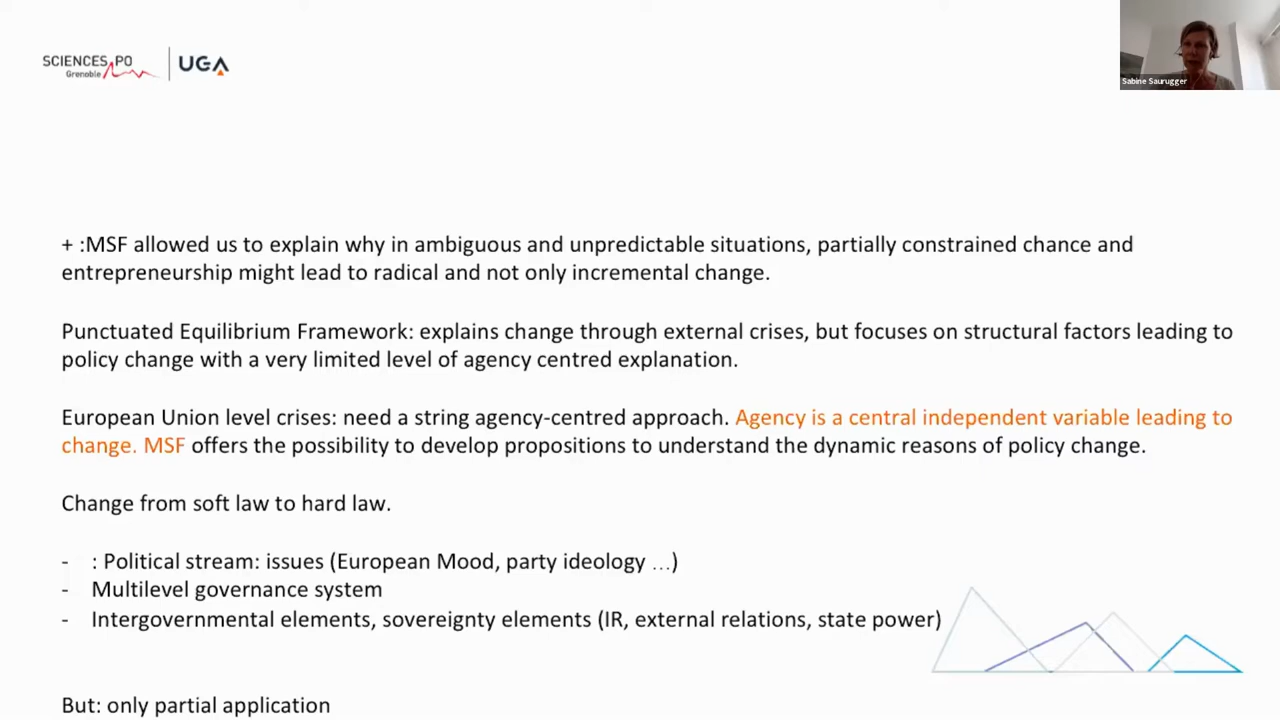 SCIENCES PO
Grenoble
UGA
Sabine Saurugger
+ :MSF allowed us to explain why in ambiguous and unpredictable situations, partially constrained chance and
entrepreneurship might lead to radical and not only incremental change.
Punctuated Equilibrium Framework: explains change through external crises, but focuses on structural factors leading to
policy change with a very limited level of agency centred explanation.
European Union level crises: need a string agency-centred approach. Agency is a central independent variable leading to
change. MSF offers the possibility to develop propositions to understand the dynamic reasons of policy change.
Change from soft law to hard law.
- : Political stream: issues (European Mood, party ideology …)
- Multilevel governance system
- Intergovernmental elements, sovereignty elements (IR, external relations, state power)
But: only partial application